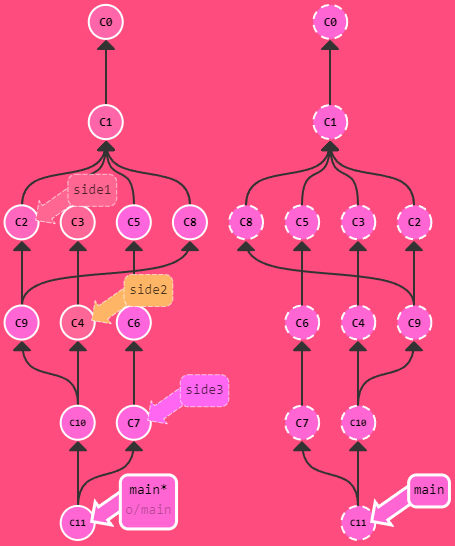 C0 C0
C1 C1
side1
C2 C3 C5 C8 C8 C5 C3 C2
side2
C9 C4 C6 C6 C4 C9
side3
C10 C7 C7 C10
main* main
o/main
C11 C11